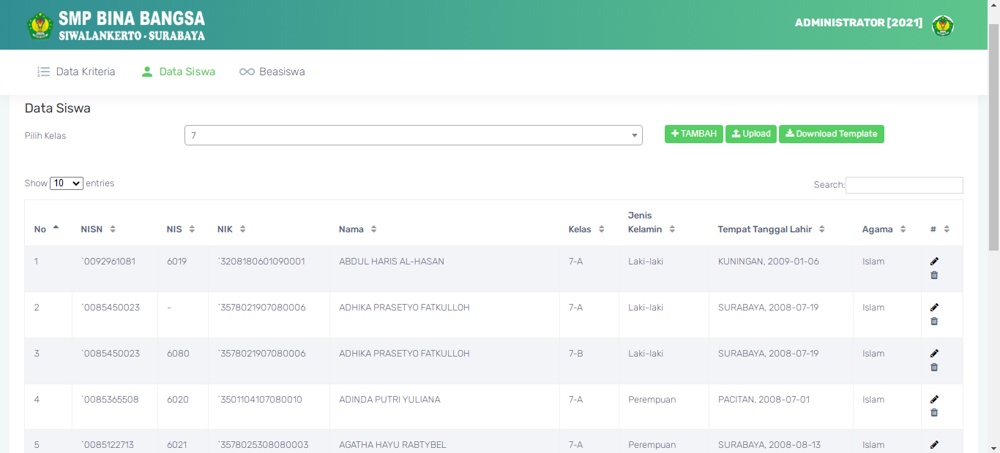 SMP BINA BANGSA
SIWALANKERTO - SURABAYA
ADMINISTRATOR [2021]
Data Kriteria Data Siswa Beasiswa
Data Siswa
Pilih Kelas 7 TAMBAH Upload Download Template
Show 10 entries Search:
No NISN NIS NIK Nama Kelas Jenis Kelamin Tempat Tanggal Lahir Agama #
1 `0092961081 6019 `3208180601090001 ABDUL HARIS AL-HASAN 7-A Laki-laki KUNINGAN, 2009-01-06 Islam
2 `0085450023 - `3578021907080006 ADHIKA PRASETYO FATKULLOH 7-A Laki-laki SURABAYA, 2008-07-19 Islam
3 `0085450023 6080 `3578021907080006 ADHIKA PRASETYO FATKULLOH 7-B Laki-laki SURABAYA, 2008-07-19 Islam
4 `0085365508 6020 `3501104107080010 ADINDA PUTRI YULIANA 7-A Perempuan PACITAN, 2008-07-01 Islam
5 `0085122713 6021 `3578025308080003 AGATHA HAYU RABTYBEL 7-A Perempuan SURABAYA, 2008-08-13 Islam